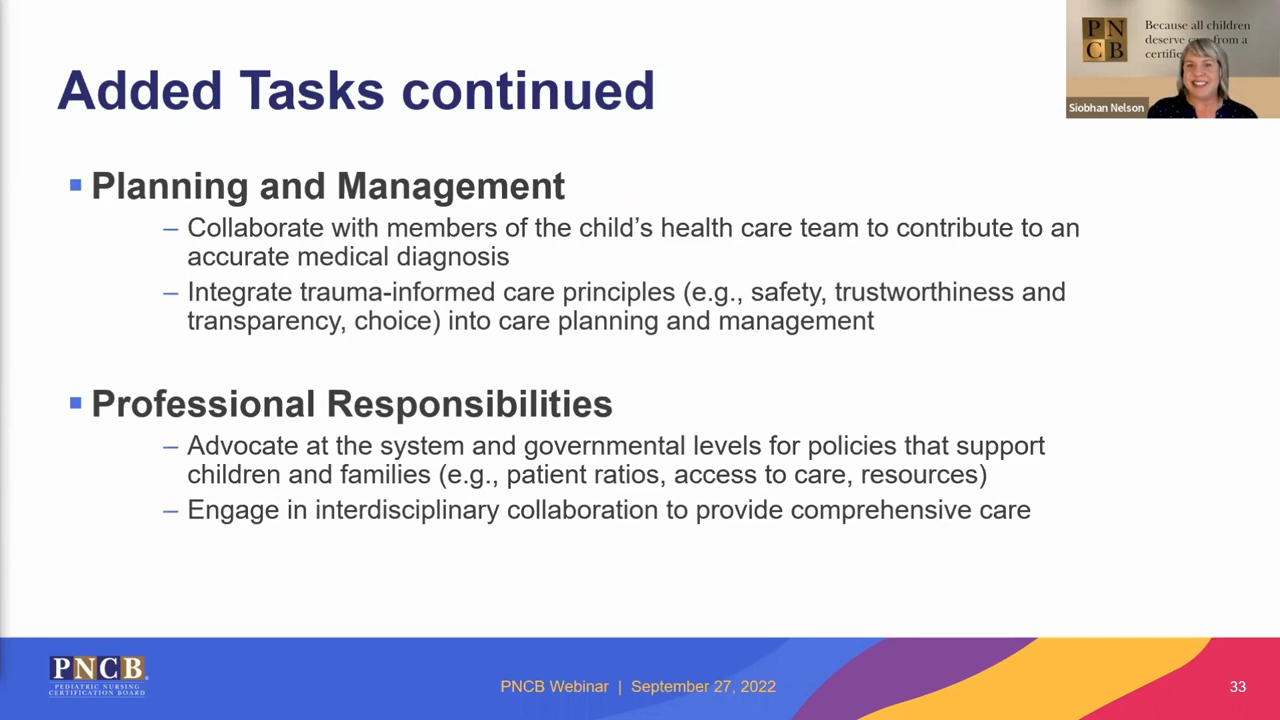 Added Tasks continued
PN
CB
Because all children
deserve from a
Siobhan Nelson
▪ Planning and Management
– Collaborate with members of the child’s health care team to contribute to an
accurate medical diagnosis
– Integrate trauma-informed care principles (e.g., safety, trustworthiness and
transparency, choice) into care planning and management
▪ Professional Responsibilities
– Advocate at the system and governmental levels for policies that support
children and families (e.g., patient ratios, access to care, resources)
– Engage in interdisciplinary collaboration to provide comprehensive care
PNCB®
PEDIATRIC NURSING
CERTIFICATION BOARD
PNCB Webinar | September 27, 2022
33